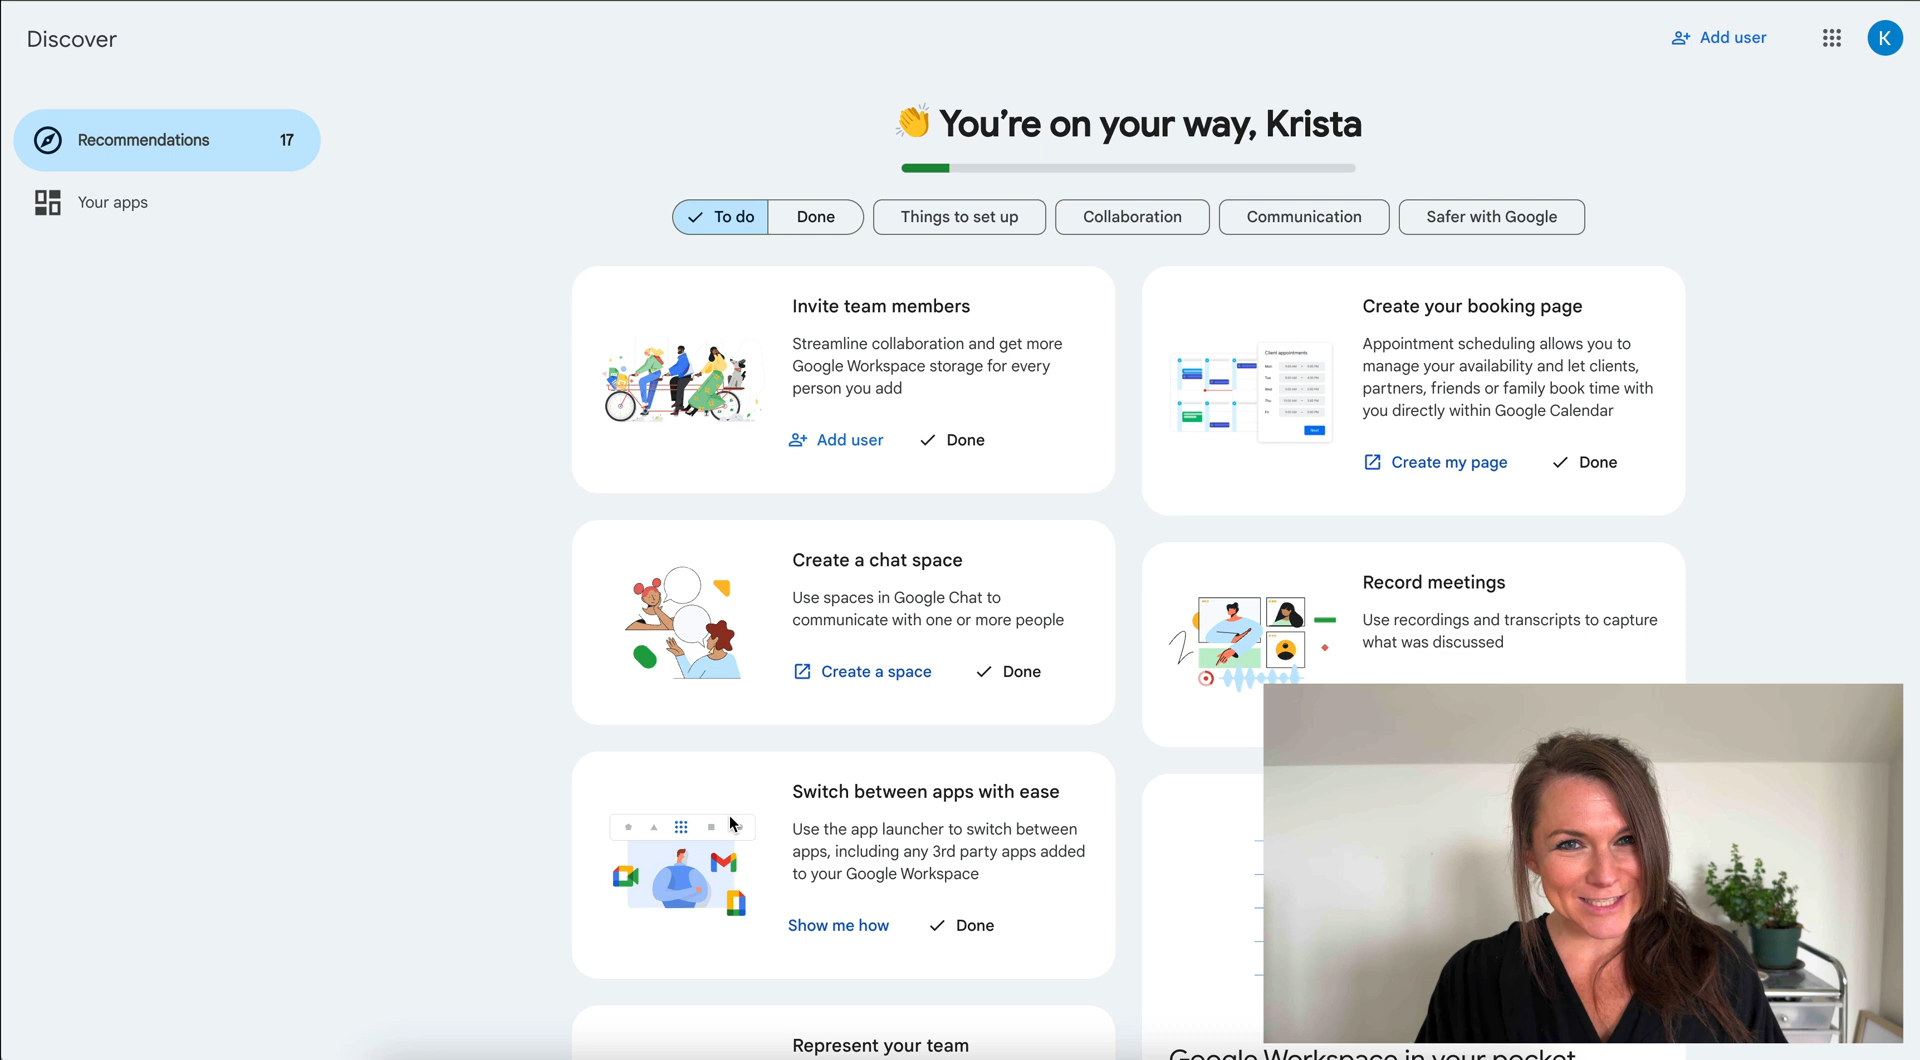 Discover
Add user
K
Recommendations 17
Your apps
You're on your way, Krista
To do
Done
Things to set up
Collaboration
Communication
Safer with Google
Invite team members
Streamline collaboration and get more
Google Workspace storage for every
person you add
Add user
Done
Create your booking page
Appointment scheduling allows you to
manage your availability and let clients,
partners, friends or family book time with
you directly within Google Calendar
Create my page
Done
Client appointments
Create a chat space
Use spaces in Google Chat to
communicate with one or more people
Create a space
Done
Record meetings
Use recordings and transcripts to capture
what was discussed
Switch between apps with ease
Use the app launcher to switch between
apps, including any 3rd party apps added
to your Google Workspace
Show me how
Done
Represent your team
Google Workspace in your pocket